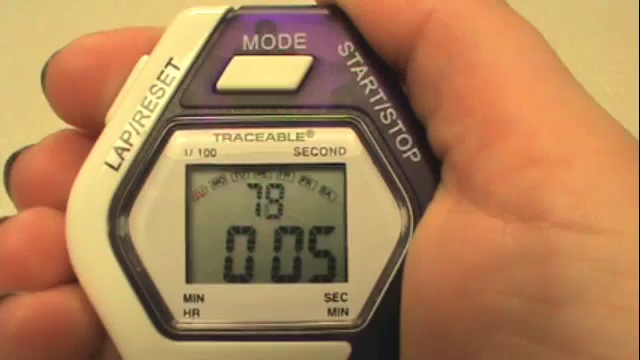 MODE
LAP/RESET
START/STOP
TRACEABLE®
1/100 SECOND
78
0 05
MIN SEC
HR MIN